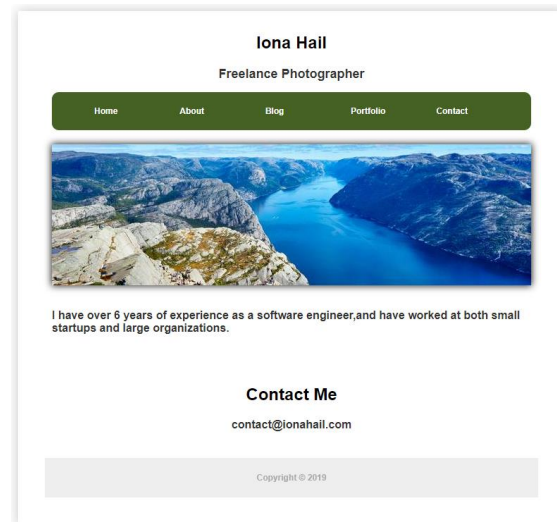 Iona Hail
Freelance Photographer
Home About Blog Portfolio Contact
I have over 6 years of experience as a software engineer,and have worked at both small
startups and large organizations.
Contact Me
contact@ionahail.com
Copyright © 2019